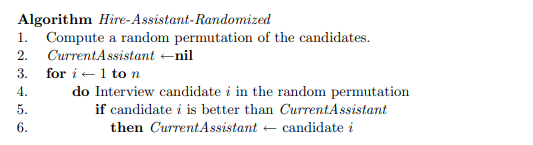 Algorithm Hire-Assistant-Randomized
1. Compute a random permutation of the candidates.
2. CurrentAssistant ←nil
3. for i ← 1 to n
4. do Interview candidate i in the random permutation
5. if candidate i is better than CurrentAssistant
6. then CurrentAssistant ← candidate i